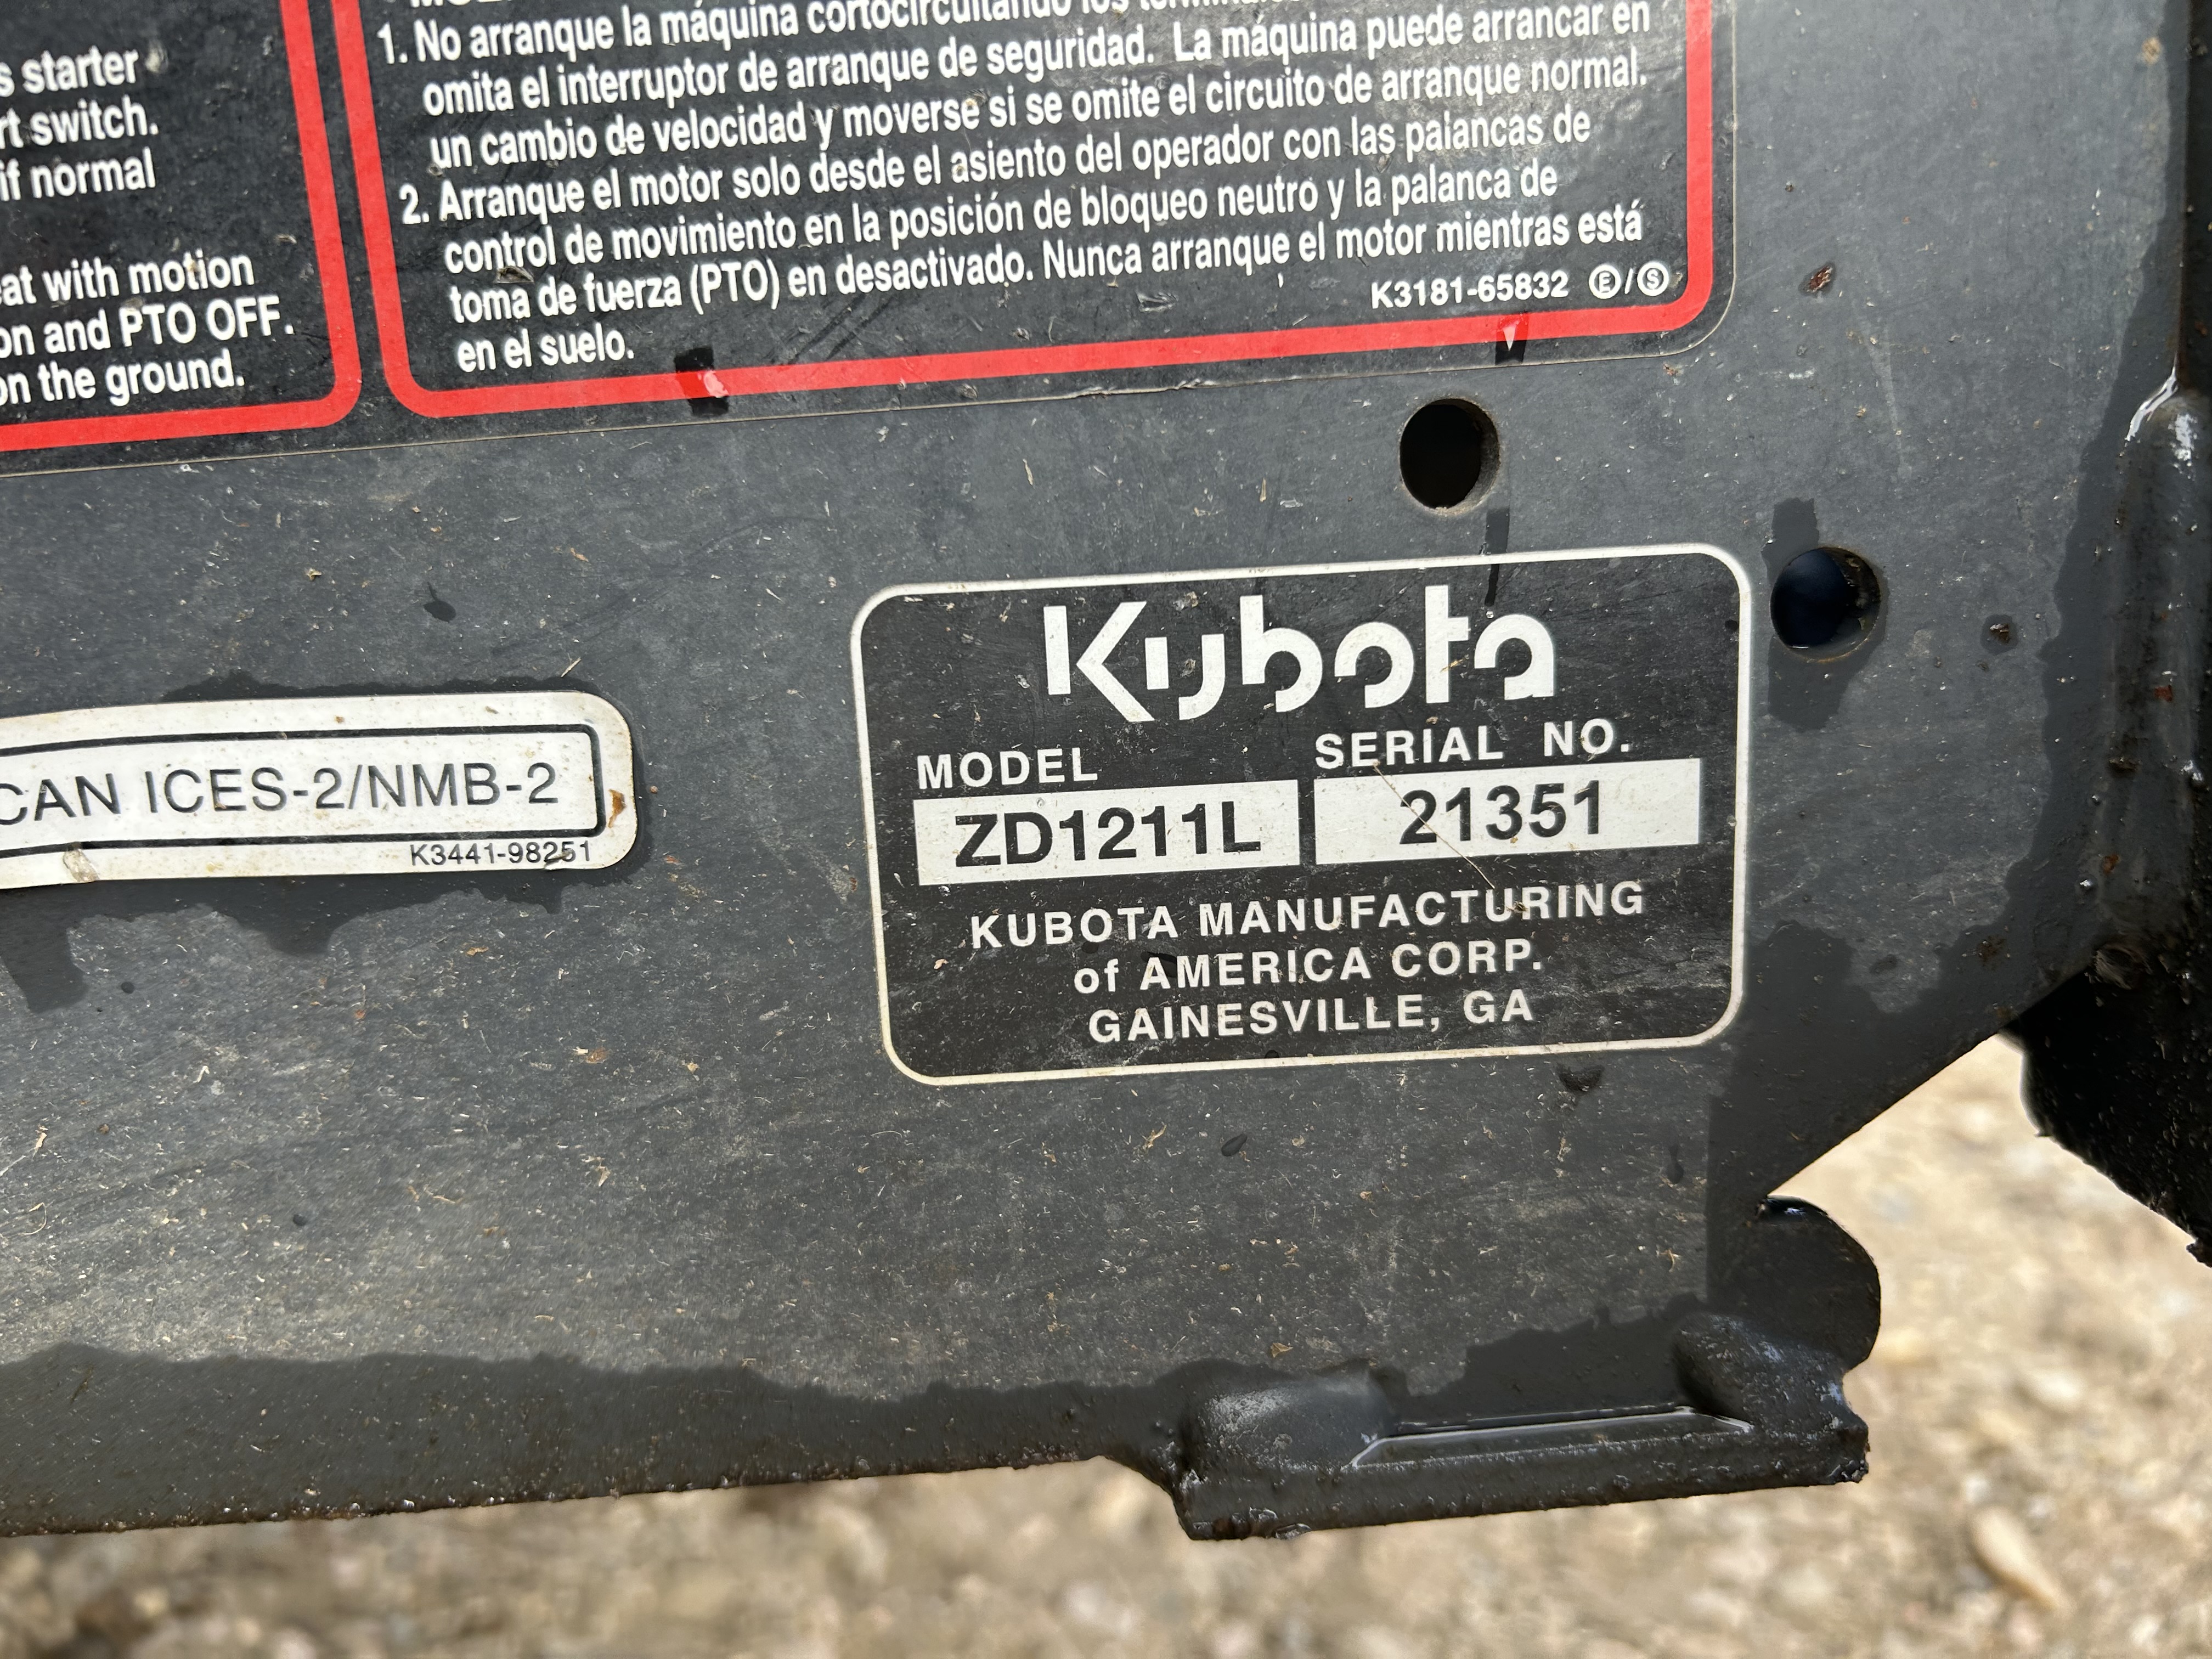 s starter
rt switch.
if normal
eat with motion
on and PTO OFF.
on the ground.
1. No arranque la máquina cortocircuitando los
omita el interruptor de arranque de seguridad. La máquina puede arrancar en
un cambio de velocidad y moverse si se omite el circuito de arranque normal.
2. Arranque el motor solo desde el asiento del operador con las palancas de
control de movimiento en la posición de bloqueo neutro y la palanca de
toma de fuerza (PTO) en desactivado. Nunca arranque el motor mientras está
en el suelo.
K3181-65832 E/S
CAN ICES-2/NMB-2
K3441-98251
Kubota
MODEL SERIAL NO.
ZD1211L 21351
KUBOTA MANUFACTURING
of AMERICA CORP.
GAINESVILLE, GA